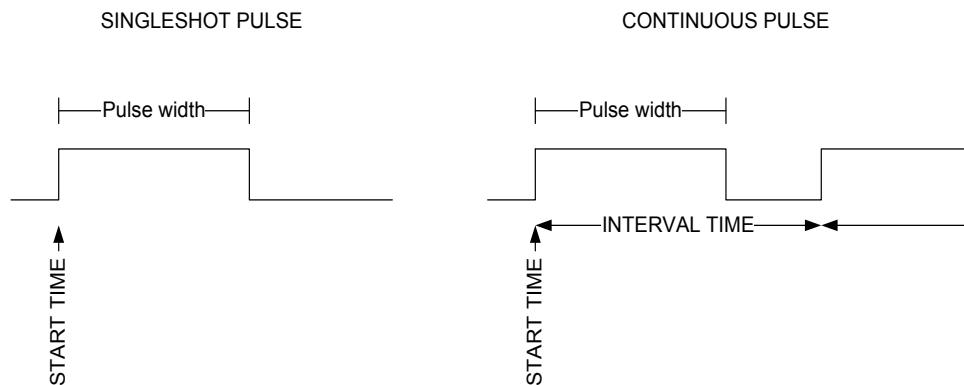 SINGLESHOT PULSE
CONTINUOUS PULSE
Pulse width
Pulse width
INTERVAL TIME
START TIME
START TIME